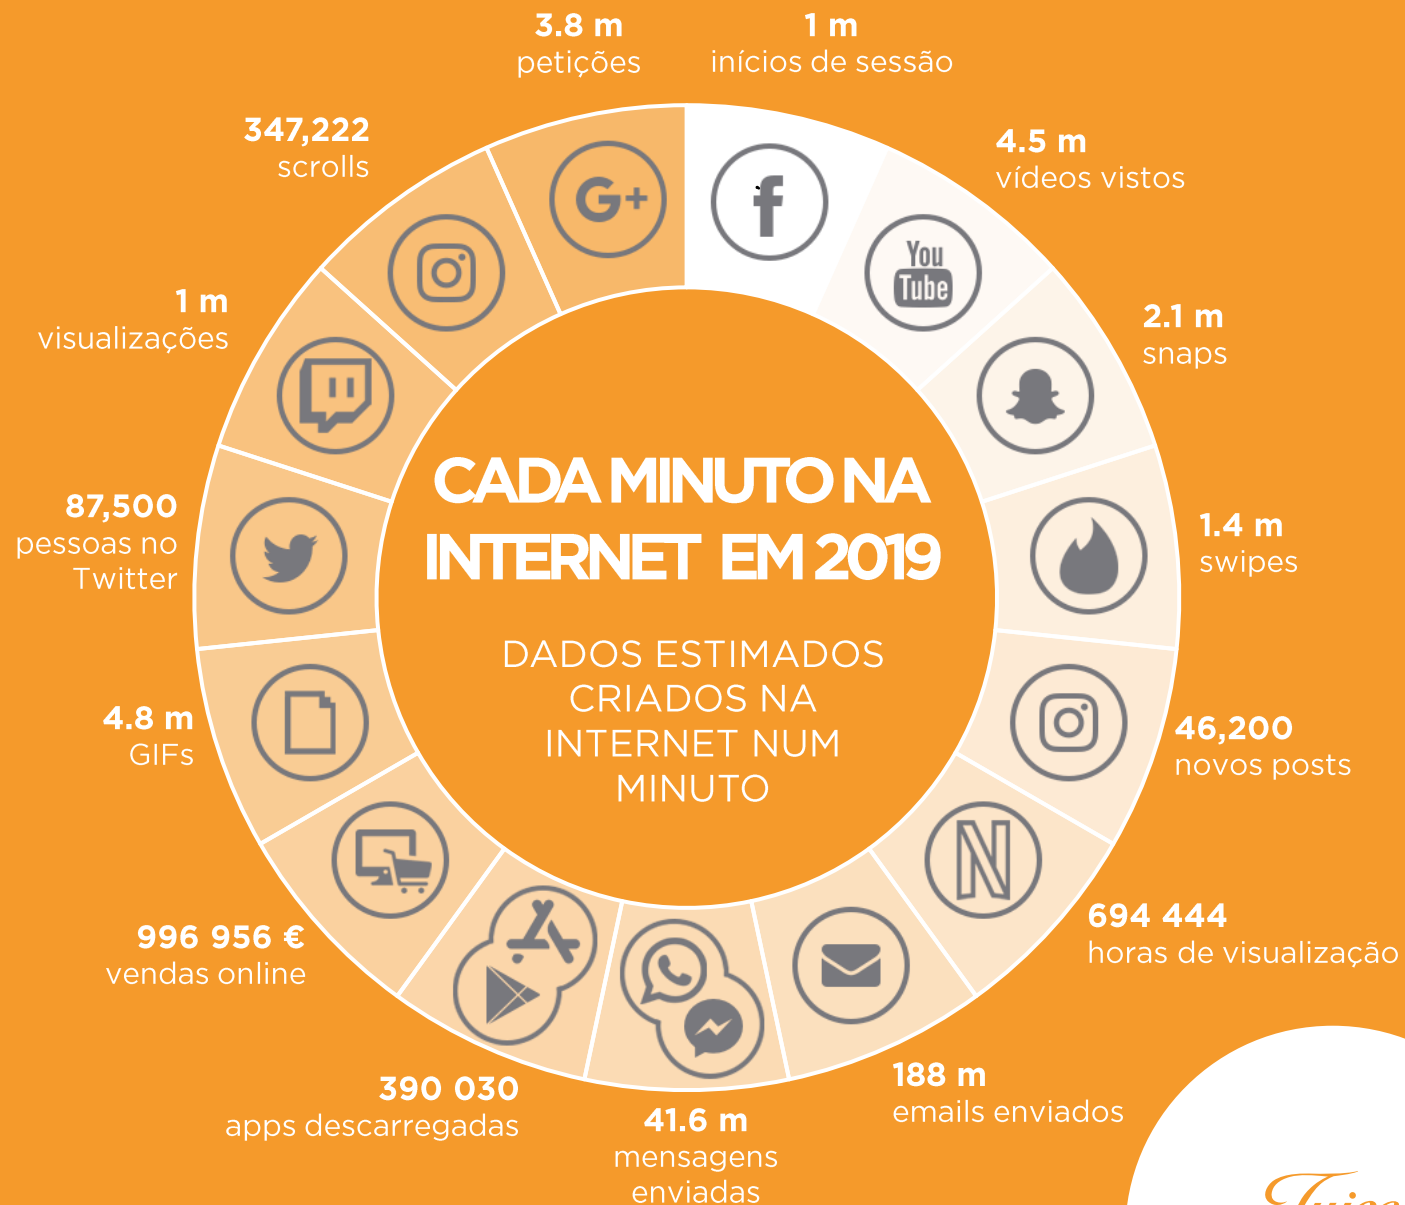 CADA MINUTO NA
INTERNET EM 2019
DADOS ESTIMADOS
CRIADOS NA
INTERNET NUM
MINUTO
1 m
inícios de sessão
4.5 m
vídeos vistos
2.1 m
snaps
1.4 m
swipes
46,200
novos posts
694 444
horas de visualização
188 m
emails enviados
41.6 m
mensagens
enviadas
390 030
apps descarregadas
996 956 €
vendas online
4.8 m
GIFs
87,500
pessoas no
Twitter
1 m
visualizações
347,222
scrolls
3.8 m
petições
f
You
Tube
N
G+